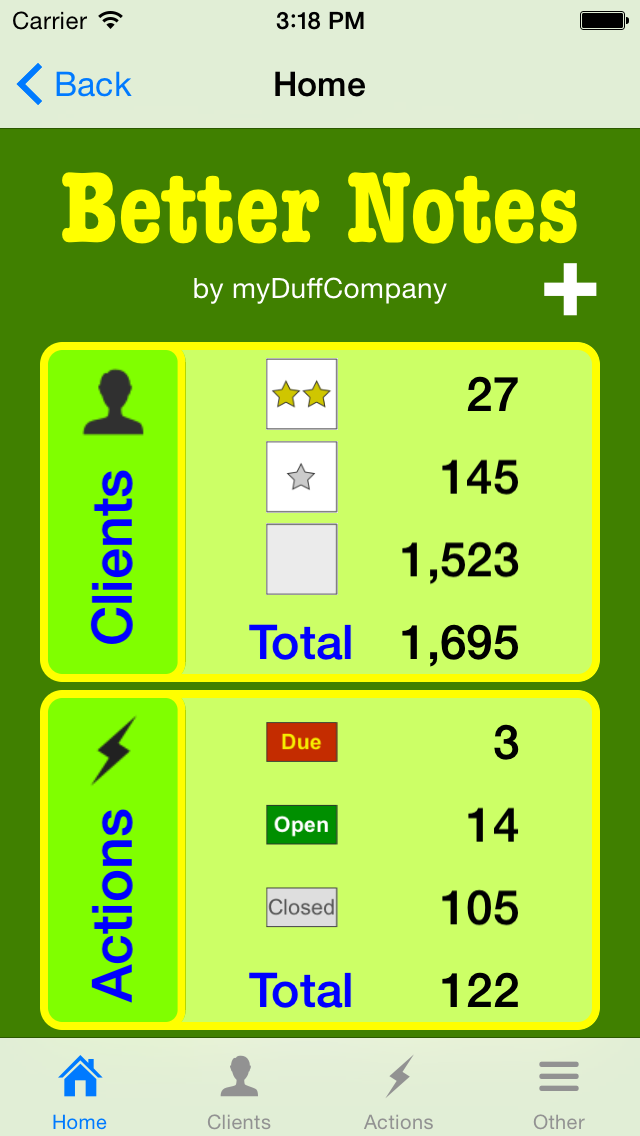 Carrier 3:18 PM
Back Home
Better Notes
by myDuffCompany
Clients
27
145
1,523
Total 1,695
Actions
Due 3
Open 14
Closed 105
Total 122
Home Clients Actions Other